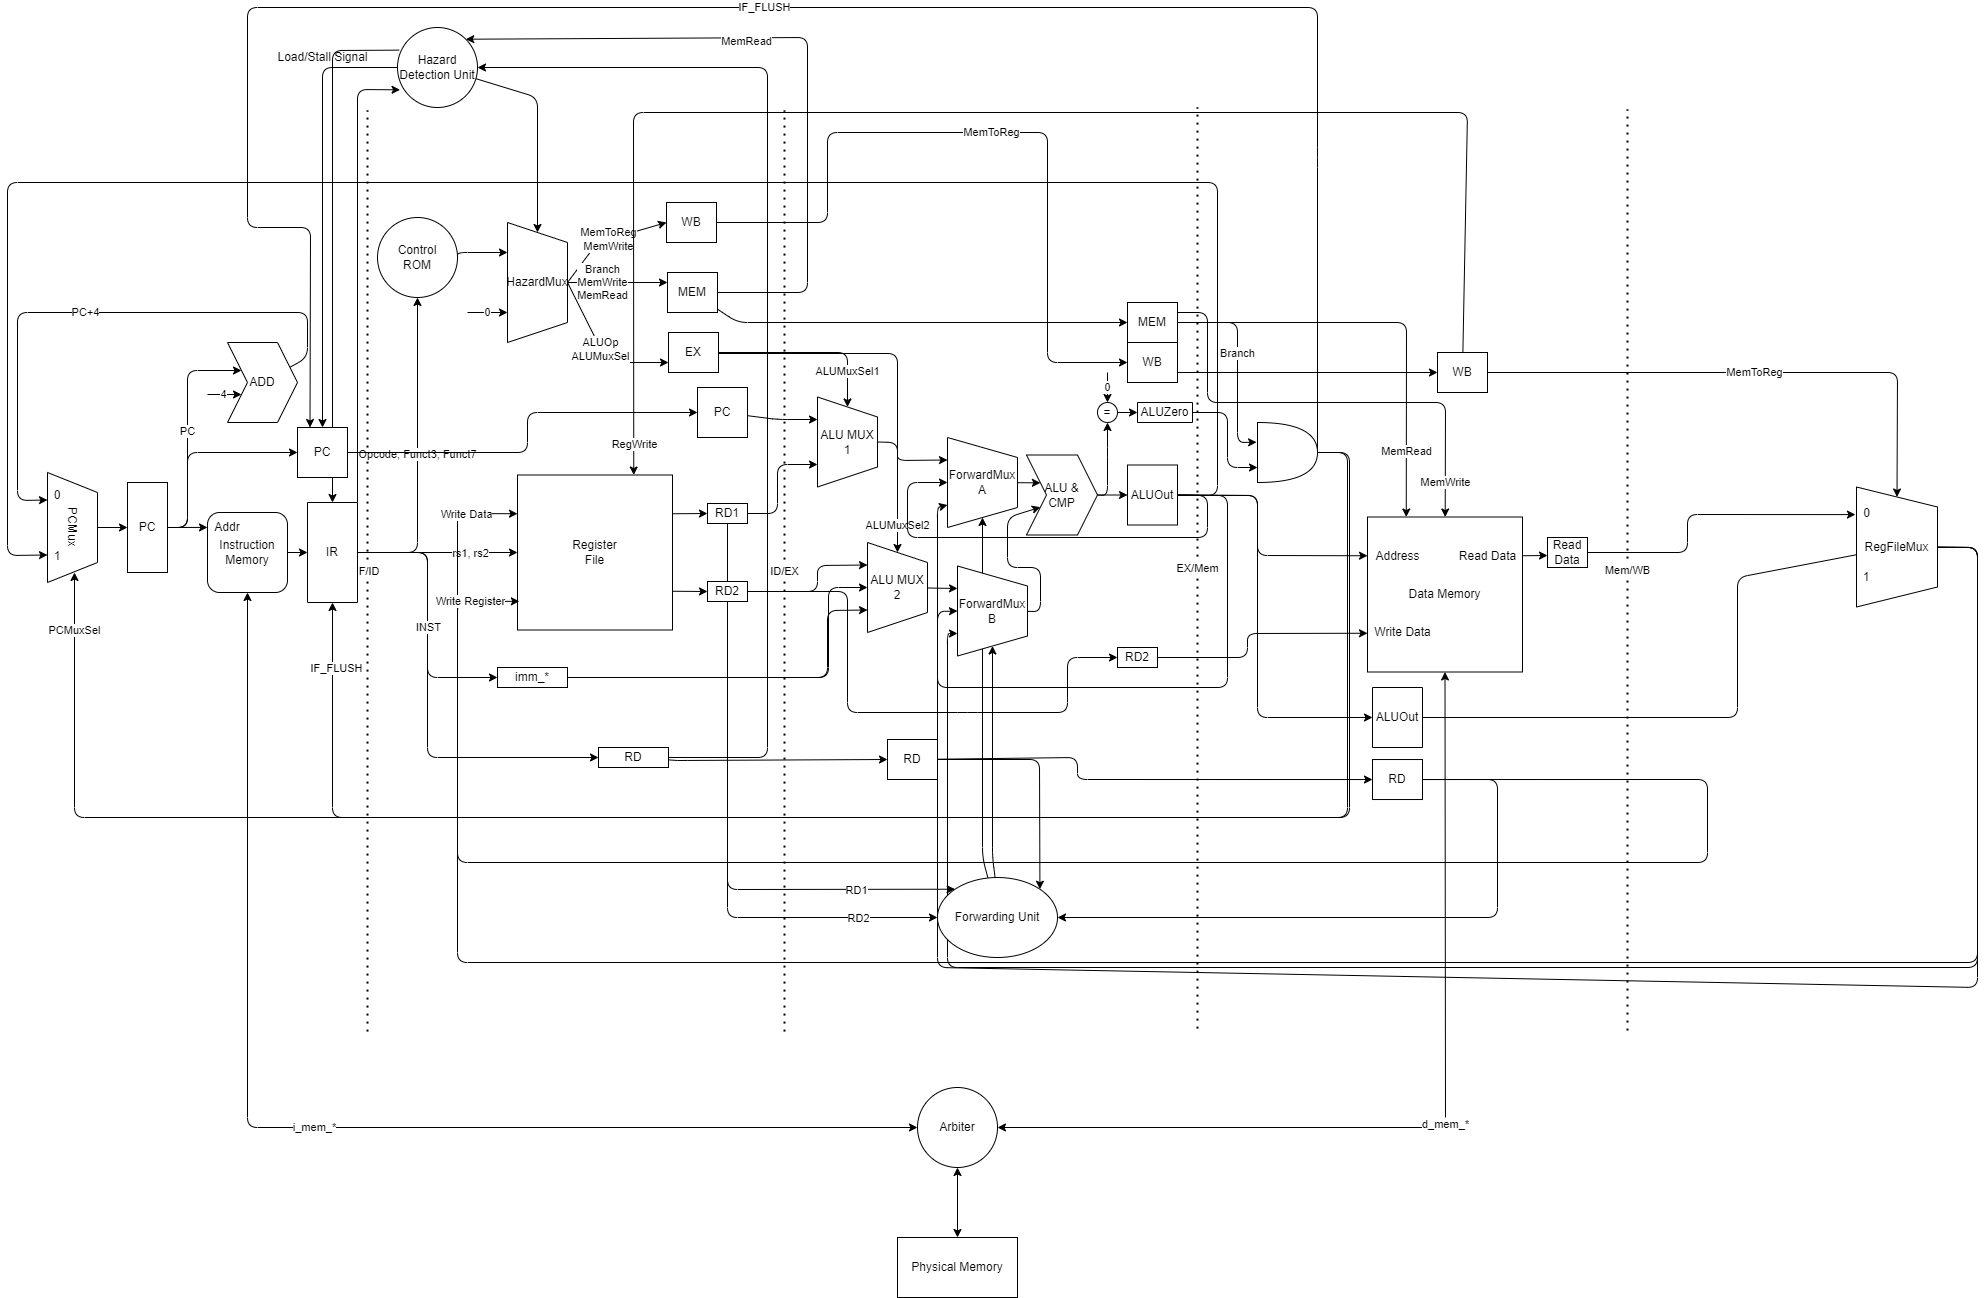 IF_FLUSH
MemRead
Load/Stall Signal
Hazard
Detection Unit
MemToReg
WB
MemToReg
MemWrite
Control
ROM
Branch
HazardMux
MemWrite
MemRead
MEM
0
PC+4
ALUOp
ALUMuxSel
EX
MEM
Branch
WB
WB
MemToReg
ALUMuxSel1
ADD
4
0
PC
=
ALUZero
PC
RegWrite
ALU MUX
1
PC
Opcode, Funct3, Funct7
MemRead
ForwardMux
A
ALU &
CMP
ALUOut
MemWrite
0
PCMux
1
PC
Addr
Instruction
Memory
IR
F/ID
Write Data
rs1, rs2
Write Register
Register
File
RD1
RD2
ALUMuxSel2
ID/EX
ALU MUX
2
ForwardMux
B
EX/Mem
Address
Read Data
Data Memory
Write Data
Read
Data
Mem/WB
0
RegFileMux
1
PCMuxSel
INST
IF_FLUSH
imm_*
RD2
ALUOut
RD
RD
RD
RD1
RD2
Forwarding Unit
i_mem_*
Arbiter
d_mem_*
Physical Memory